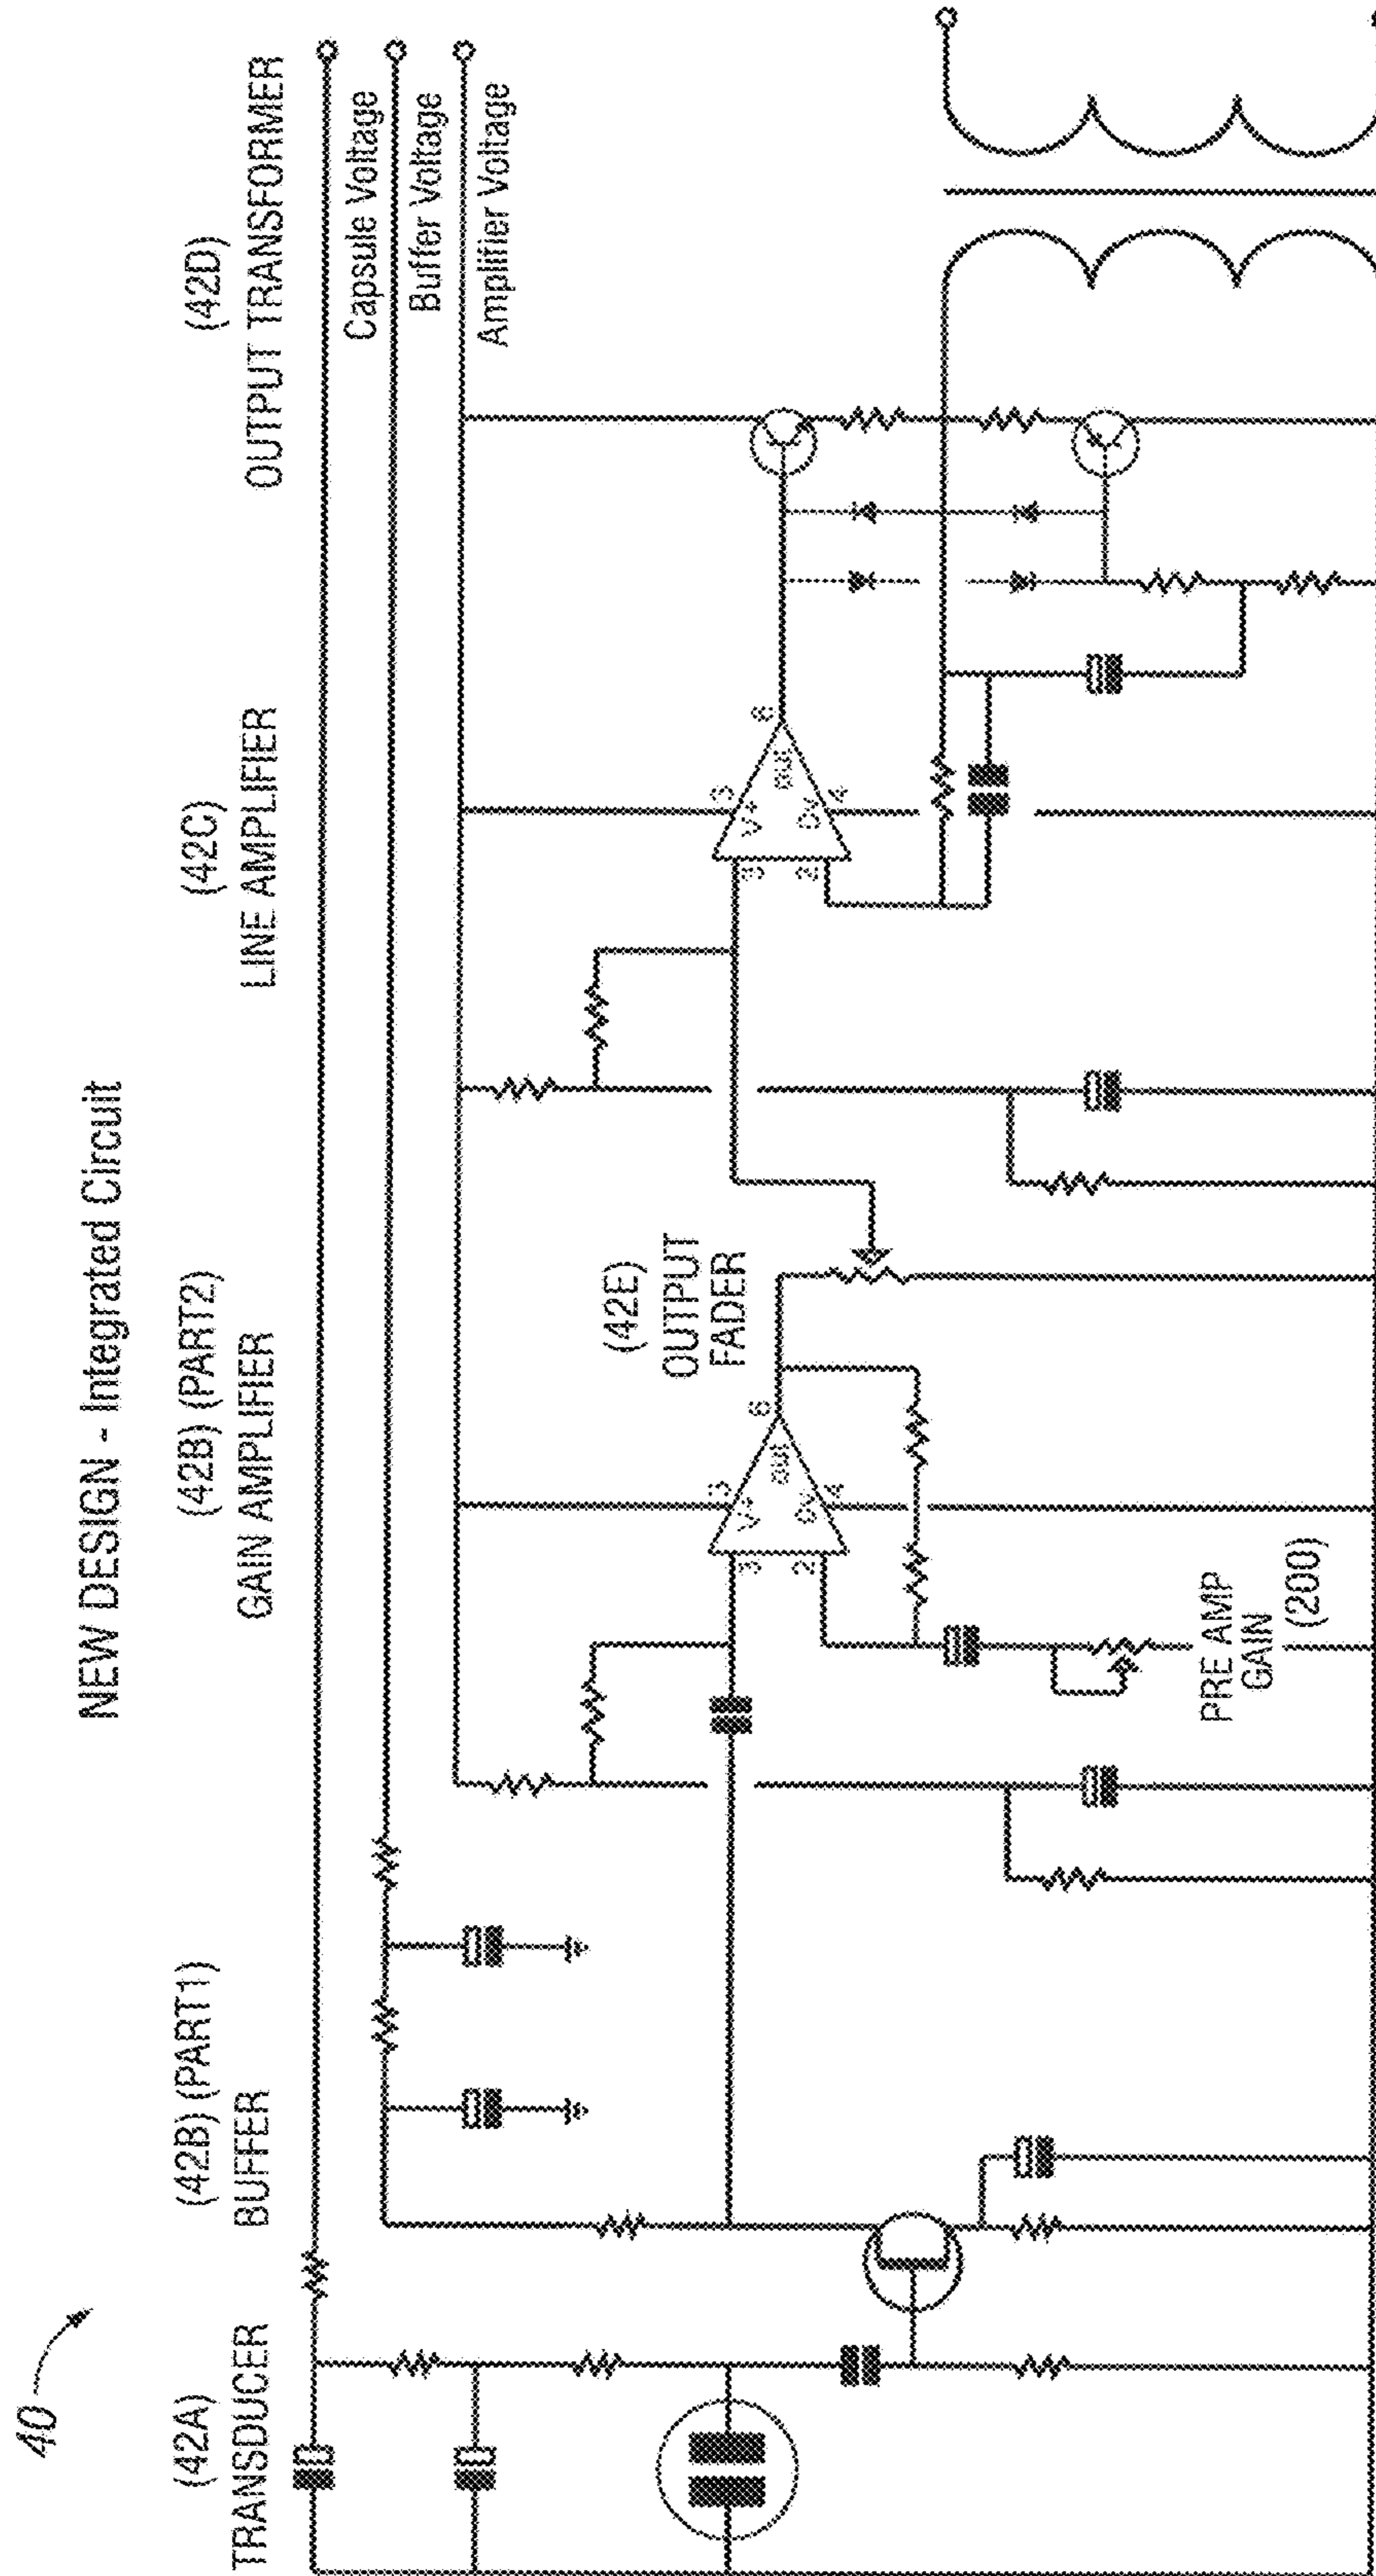 40
NEW DESIGN - Integrated Circuit
(42A)
TRANSDUCER
(42B) (PART1)
BUFFER
(42B) (PART2)
GAIN AMPLIFIER
(42C)
LINE AMPLIFIER
(42D)
OUTPUT TRANSFORMER
Capsule Voltage
Buffer Voltage
Amplifier Voltage
(42E)
OUTPUT
FADER
3
V+
3
out
6
2
0v
4
3
V+
3
out
6
2
0v
4
PRE AMP
GAIN
(200)